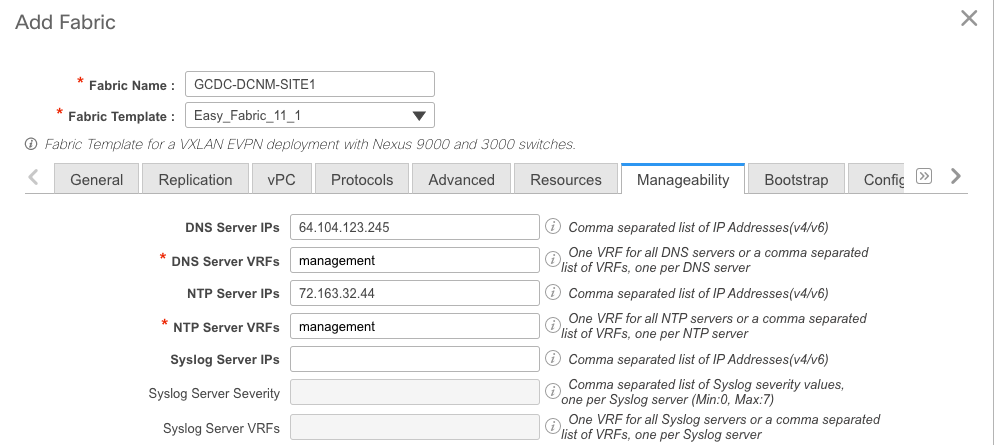 Add Fabric
* Fabric Name : GCDC-DCNM-SITE1
* Fabric Template : Easy_Fabric_11_1
Fabric Template for a VXLAN EVPN deployment with Nexus 9000 and 3000 switches.
General Replication vPC Protocols Advanced Resources Manageability Bootstrap Config
DNS Server IPs 64.104.123.245 Comma separated list of IP Addresses(v4/v6)
* DNS Server VRFs management One VRF for all DNS servers or a comma separated
list of VRFs, one per DNS server
NTP Server IPs 72.163.32.44 Comma separated list of IP Addresses(v4/v6)
* NTP Server VRFs management One VRF for all NTP servers or a comma separated
list of VRFs, one per NTP server
Syslog Server IPs Comma separated list of IP Addresses(v4/v6)
Syslog Server Severity Comma separated list of Syslog severity values,
one per Syslog server (Min:0, Max:7)
Syslog Server VRFs One VRF for all Syslog servers or a comma separated
list of VRFs, one per Syslog server